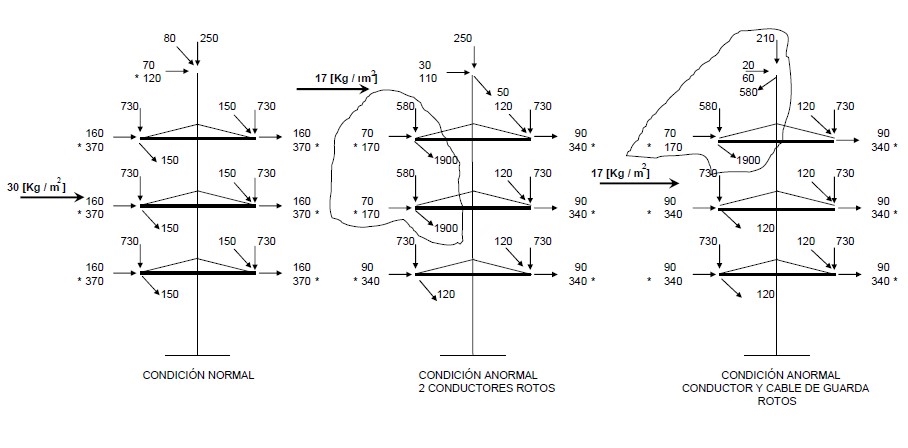 80 250
70
* 120
730 150 730
160 160
* 370 370 *
150
30 [Kg / m²]
730 150 730
160 160
* 370 370 *
150
730 150 730
160 160
* 370 370 *
150
CONDICIÓN NORMAL
17 [Kg / m²]
250
30
110
50
580 120 730
70 90
* 170 340 *
1900
580 120 730
70 90
* 170 340 *
1900
730 120 730
90 90
* 340 340 *
120
CONDICIÓN ANORMAL
2 CONDUCTORES ROTOS
210
20
60
580
580 120 730
70 90
* 170 340 *
1900
17 [Kg / m²]
730 120 730
90 90
* 340 340 *
120
730 120 730
90 90
* 340 340 *
120
CONDICIÓN ANORMAL
CONDUCTOR Y CABLE DE GUARDA
ROTOS